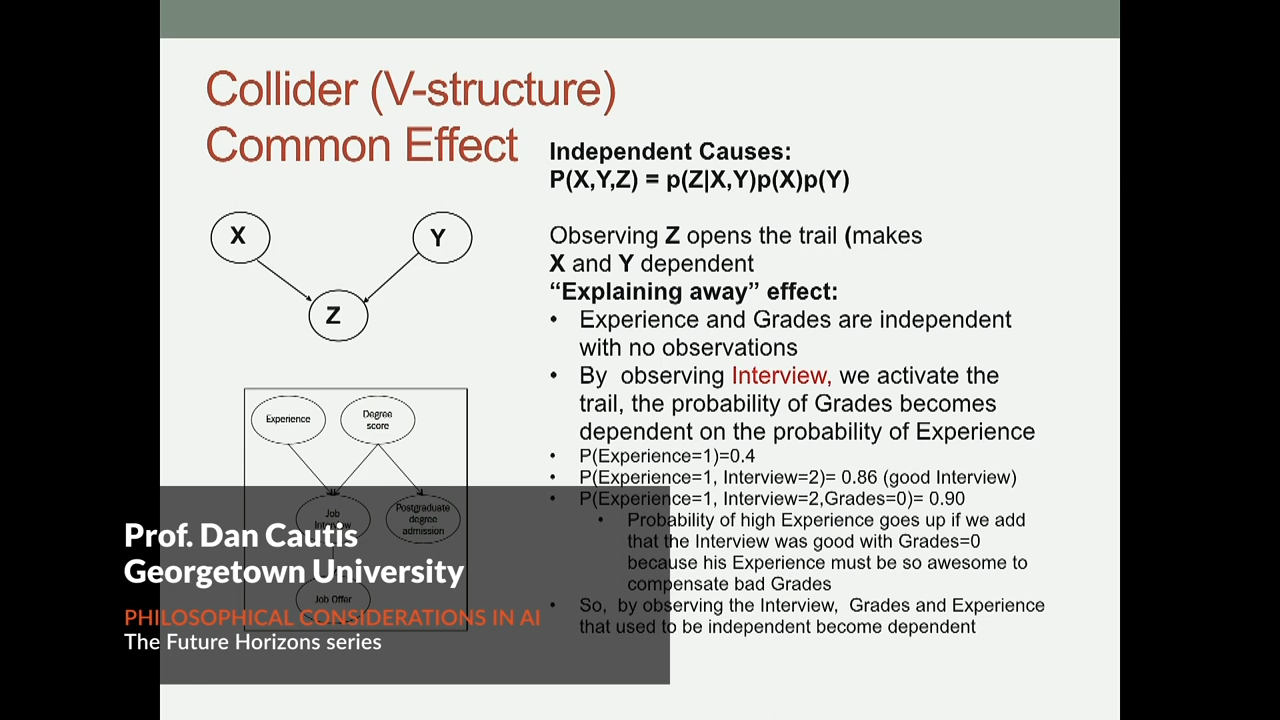 Collider (V-structure)
Common Effect
Independent Causes:
P(X,Y,Z) = p(Z|X,Y)p(X)p(Y)
X
Y
Z
Observing Z opens the trail (makes
X and Y dependent
“Explaining away” effect:
• Experience and Grades are independent
with no observations
• By observing Interview, we activate the
trail, the probability of Grades becomes
dependent on the probability of Experience
• P(Experience=1)=0.4
• P(Experience=1, Interview=2)= 0.86 (good Interview)
• P(Experience=1, Interview=2,Grades=0)= 0.90
• Probability of high Experience goes up if we add
that the Interview was good with Grades=0
because his Experience must be so awesome to
compensate bad Grades
• So, by observing the Interview, Grades and Experience
that used to be independent become dependent
Experience
Degree
score
Job
Interview
Postgraduate
degree
admission
Job Offer
Prof. Dan Cautis
Georgetown University
PHILOSOPHICAL CONSIDERATIONS IN AI
The Future Horizons series